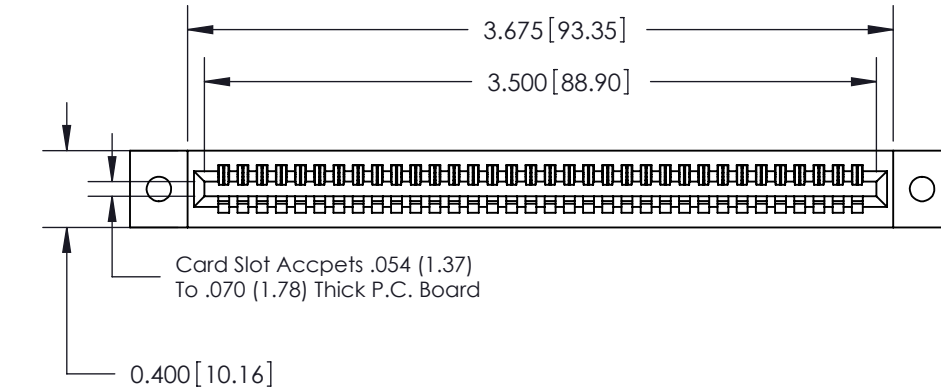 3.675[93.35]
3.500[88.90]
Card Slot Accpets .054 (1.37)
To .070 (1.78) Thick P.C. Board
0.400[10.16]